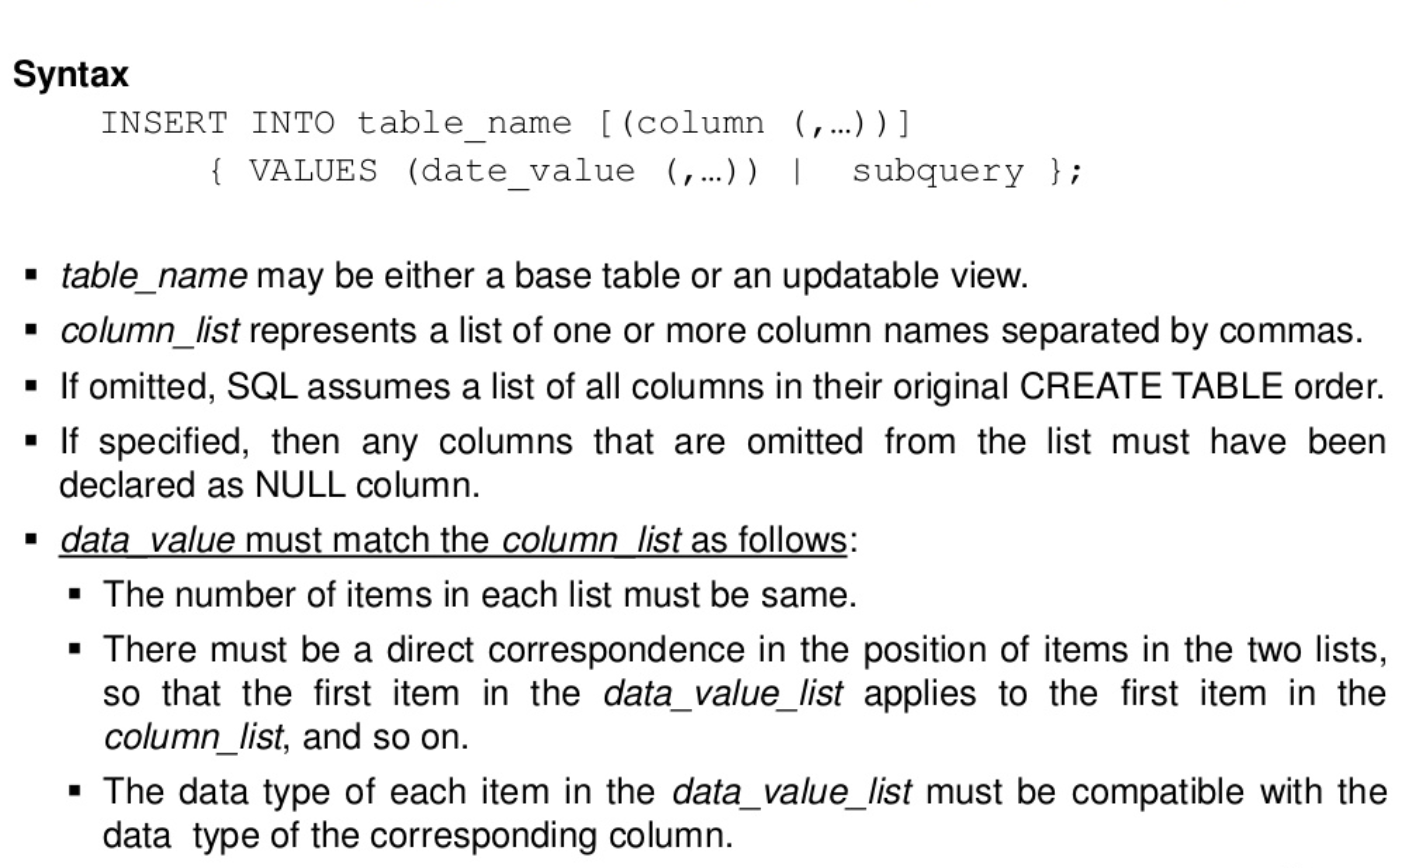 Syntax
INSERT INTO table_name [(column (,…))]
{ VALUES (date_value (,…)) | subquery };
▪ table_name may be either a base table or an updatable view.
▪ column_list represents a list of one or more column names separated by commas.
▪ If omitted, SQL assumes a list of all columns in their original CREATE TABLE order.
▪ If specified, then any columns that are omitted from the list must have been
declared as NULL column.
▪ data_value must match the column_list as follows:
▪ The number of items in each list must be same.
▪ There must be a direct correspondence in the position of items in the two lists,
so that the first item in the data_value_list applies to the first item in the
column_list, and so on.
▪ The data type of each item in the data_value_list must be compatible with the
data type of the corresponding column.